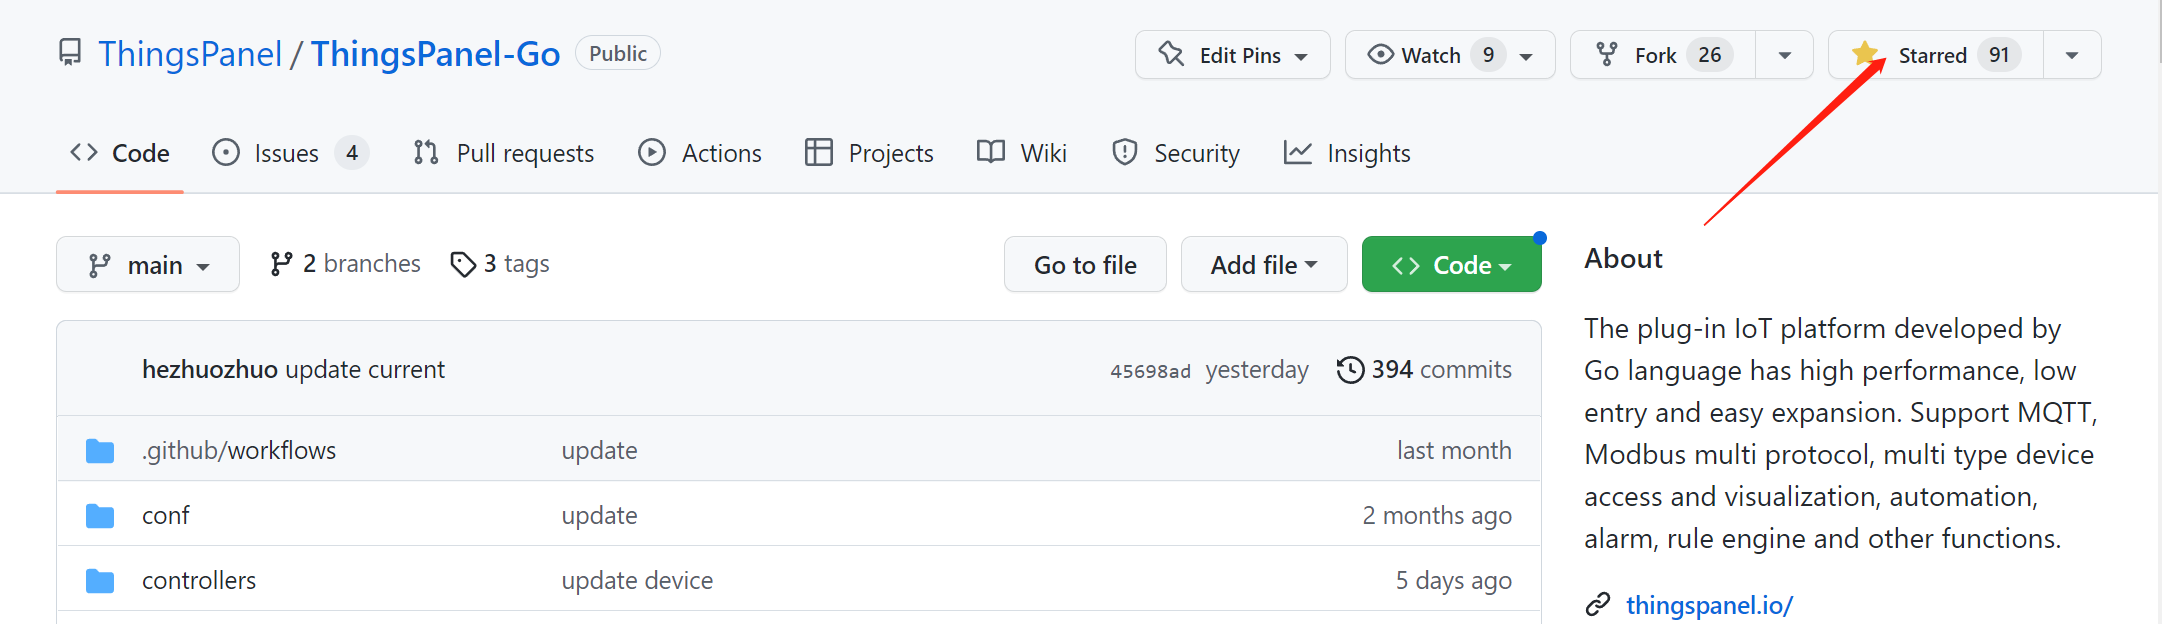 ThingsPanel / ThingsPanel-Go Public Edit Pins Watch 9 Fork 26 Starred 91
Code Issues 4 Pull requests Actions Projects Wiki Security Insights
main 2 branches 3 tags Go to file Add file Code
hezhuozhuo update current 45698ad yesterday 394 commits
.github/workflows update last month
conf update 2 months ago
controllers update device 5 days ago
About
The plug-in IoT platform developed by
Go language has high performance, low
entry and easy expansion. Support MQTT,
Modbus multi protocol, multi type device
access and visualization, automation,
alarm, rule engine and other functions.
thingspanel.io/